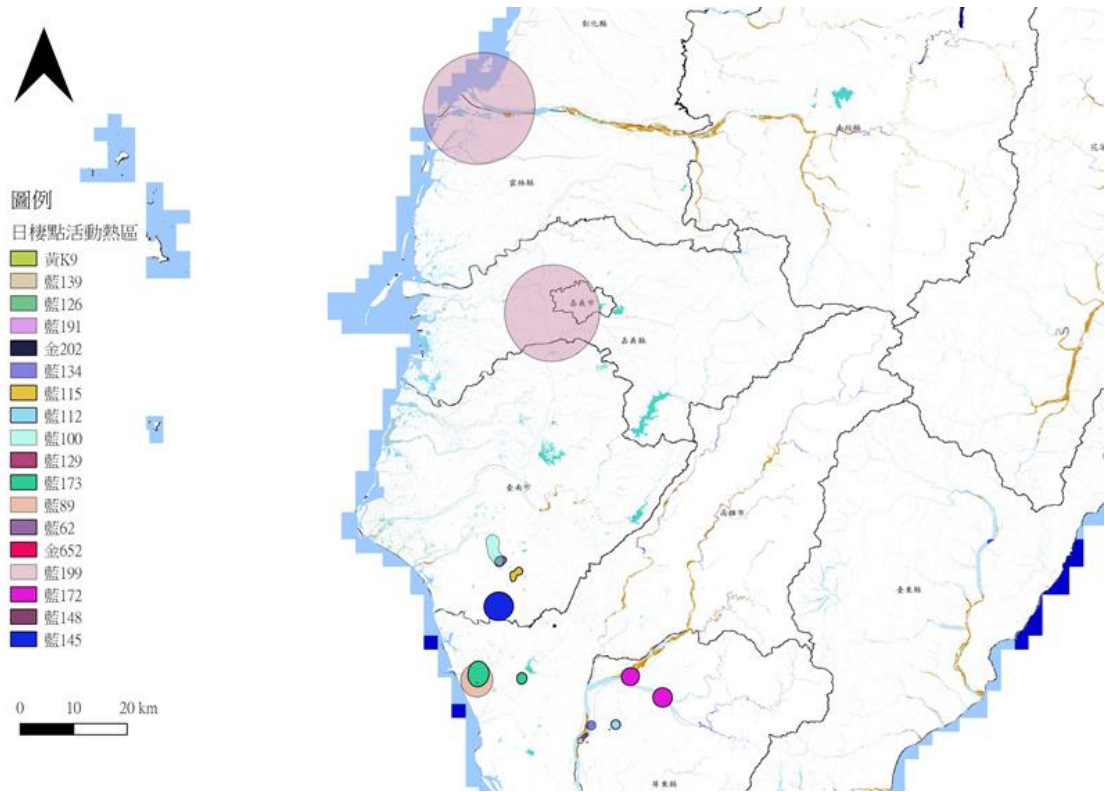 圖例
日棲點活動熱區
黃K9
藍139
藍126
藍191
金202
藍134
藍115
藍112
藍100
藍129
藍173
藍89
藍62
金652
藍199
藍172
藍148
藍145
0 10 20 km
彰化縣
南投縣
雲林縣
嘉義市
嘉義縣
臺南市
高雄市
臺東縣
屏東縣